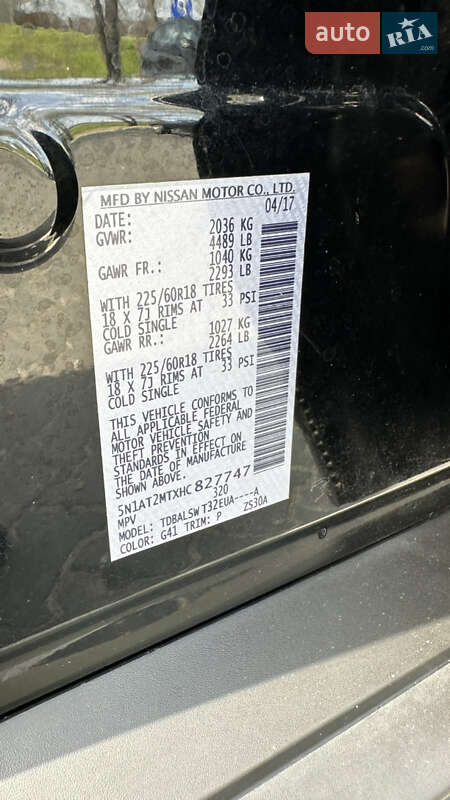 auto RIA .com
MFD BY NISSAN MOTOR CO., LTD.
DATE: 04/17
GVWR: 2036 KG
4489 LB
GAWR FR.: 1040 KG
2293 LB
WITH 225/60R18 TIRES
18 X 7J RIMS AT 33 PSI
COLD SINGLE
GAWR RR.: 1027 KG
2264 LB
WITH 225/60R18 TIRES
18 X 7J RIMS AT 33 PSI
COLD SINGLE
THIS VEHICLE CONFORMS TO
ALL APPLICABLE FEDERAL
MOTOR VEHICLE SAFETY AND
THEFT PREVENTION
STANDARDS IN EFFECT ON
THE DATE OF MANUFACTURE
SHOWN ABOVE.
5N1AT2MTXHC827747
MPV 320
MODEL: TDBALSWT32EUA----A
COLOR: G41 TRIM: P ZS30A